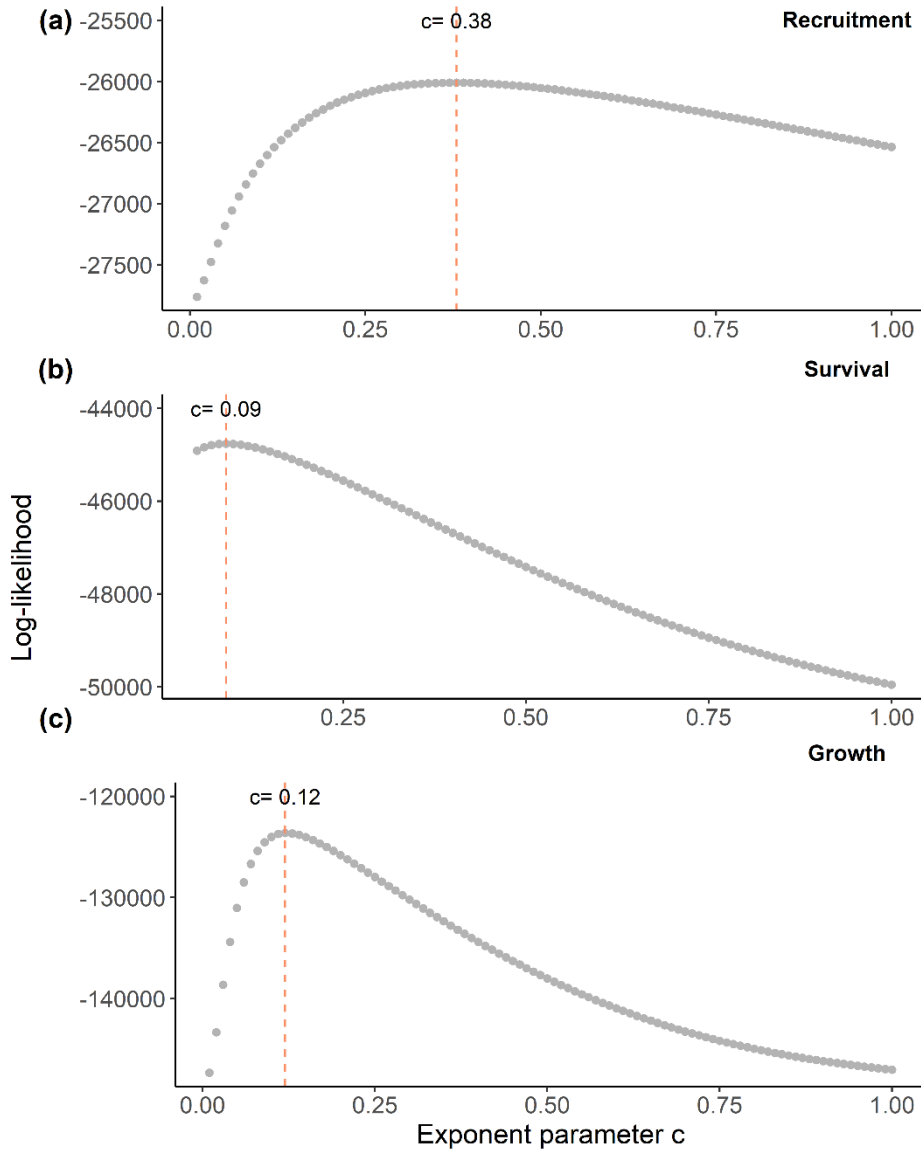 (a)
Recruitment
c= 0.38
-25500
-26000
-26500
-27000
-27500
0.00 0.25 0.50 0.75 1.00
(b)
Survival
c= 0.09
-44000
-46000
-48000
-50000
0.25 0.50 0.75 1.00
Log-likelihood
(c)
Growth
c= 0.12
-120000
-130000
-140000
0.00 0.25 0.50 0.75 1.00
Exponent parameter c